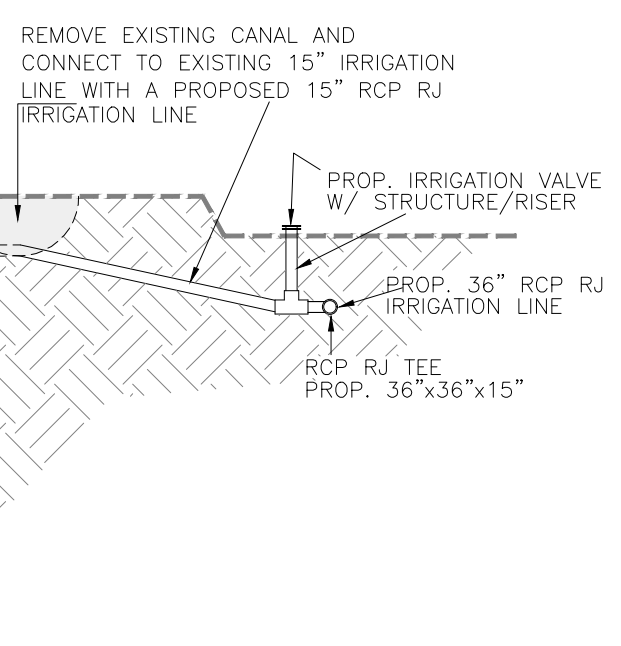 REMOVE EXISTING CANAL AND
CONNECT TO EXISTING 15" IRRIGATION
LINE WITH A PROPOSED 15" RCP RJ
IRRIGATION LINE
PROP. IRRIGATION VALVE
W/ STRUCTURE/RISER
PROP. 36" RCP RJ
IRRIGATION LINE
RCP RJ TEE
PROP. 36"x36"x15"